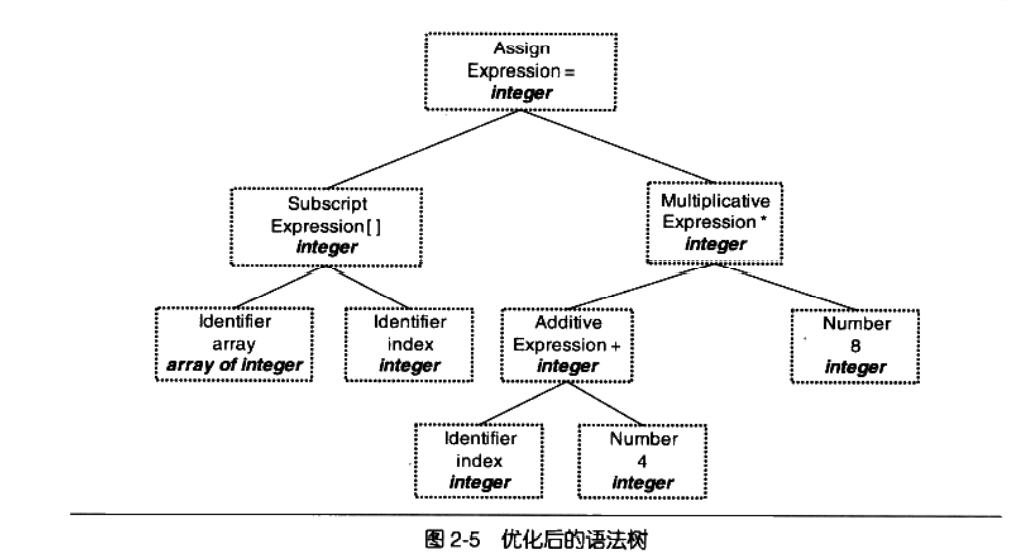 Assign
Expression =
integer
Subscript
Expression[ ]
integer
Multiplicative
Expression *
integer
Identifier
array
array of integer
Identifier
index
integer
Additive
Expression +
integer
Number
8
integer
Identifier
index
integer
Number
4
integer
图 2-5 优化后的语法树